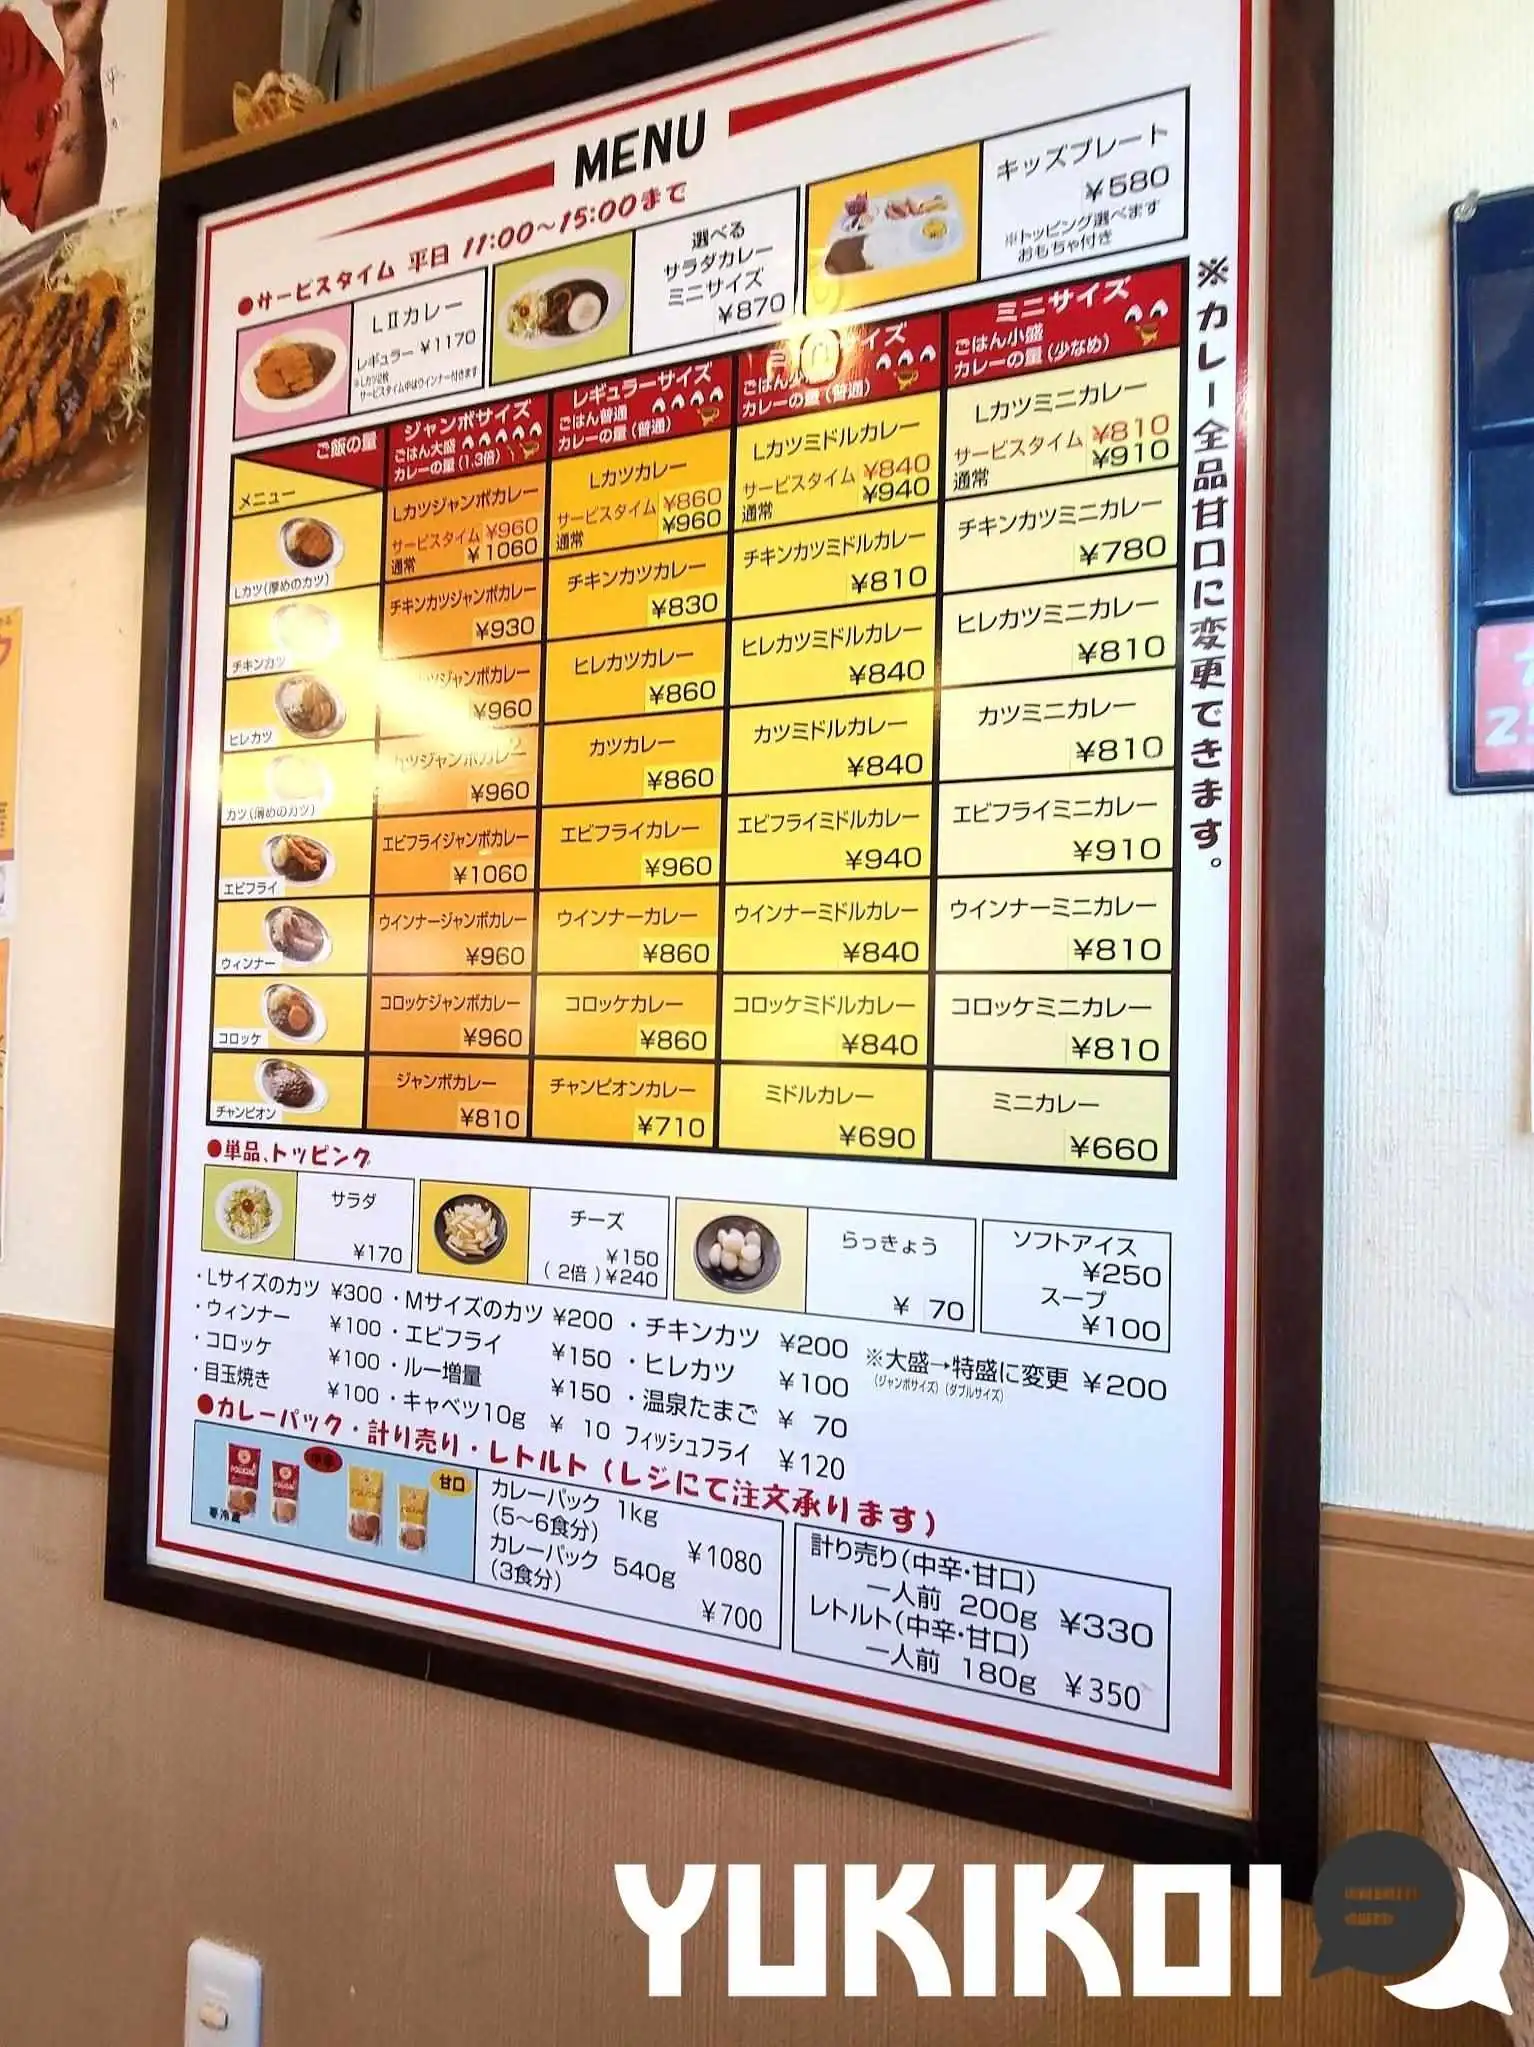 MENU
●サービスタイム 平日 11:00～15:00まで
LⅡカレー
レギュラー ¥1170
※Lカツ2枚
サービスタイム中はウインナー付きます
選べる
サラダカレー
ミニサイズ
¥870
キッズプレート
¥580
※トッピング選べます
おもちゃ付き
※カレー全品甘口に変更できます。
ご飯の量
メニュー
ジャンボサイズ
ごはん大盛
カレーの量(1.3倍)
レギュラーサイズ
ごはん普通
カレーの量(普通)
イズ
カレーの量(普通)
ミニサイズ
ごはん小盛
カレーの量(少なめ)
Lカツ(厚めのカツ)
Lカツジャンボカレー
サービスタイム ¥960
通常 ¥1060
Lカツカレー
サービスタイム ¥860
通常 ¥960
Lカツミドルカレー
サービスタイム ¥840
通常 ¥940
Lカツミニカレー
サービスタイム ¥810
通常 ¥910
チキンカツ
チキンカツジャンボカレー
¥930
チキンカツカレー
¥830
チキンカツミドルカレー
¥810
チキンカツミニカレー
¥780
ヒレカツ
ツジャンボカレー
¥960
ヒレカツカレー
¥860
ヒレカツミドルカレー
¥840
ヒレカツミニカレー
¥810
カツ(薄めのカツ)
ツジャンボカレー
¥960
カツカレー
¥860
カツミドルカレー
¥840
カツミニカレー
¥810
エビフライ
エビフライジャンボカレー
¥1060
エビフライカレー
¥960
エビフライミドルカレー
¥940
エビフライミニカレー
¥910
ウィンナー
ウインナージャンボカレー
¥960
ウインナーカレー
¥860
ウインナーミドルカレー
¥840
ウインナーミニカレー
¥810
コロッケ
コロッケジャンボカレー
¥960
コロッケカレー
¥860
コロッケミドルカレー
¥840
コロッケミニカレー
¥810
チャンピオン
ジャンボカレー
¥810
チャンピオンカレー
¥710
ミドルカレー
¥690
ミニカレー
¥660
●単品、トッピング
サラダ
¥170
チーズ
¥150
(2倍)¥240
らっきょう
¥ 70
ソフトアイス
¥250
スープ
¥100
・Lサイズのカツ ¥300 ・Mサイズのカツ ¥200 ・チキンカツ ¥200
・ウィンナー ¥100 ・エビフライ ¥150 ・ヒレカツ ¥100
・コロッケ ¥100 ・ルー増量 ¥150 ・温泉たまご ¥ 70
・目玉焼き ¥100 ・キャベツ10g ¥ 10 フィッシュフライ ¥120
※大盛→特盛に変更 ¥200
(ジャンボサイズ)(ダブルサイズ)
●カレーパック・計り売り・レトルト(レジにて注文承ります)
甘口
要冷蔵
カレーパック 1kg
(5～6食分)
¥1080
カレーパック 540g
(3食分)
¥700
計り売り(中辛・甘口)
一人前 200g ¥330
レトルト(中辛・甘口)
一人前 180g ¥350
YUKIKOI